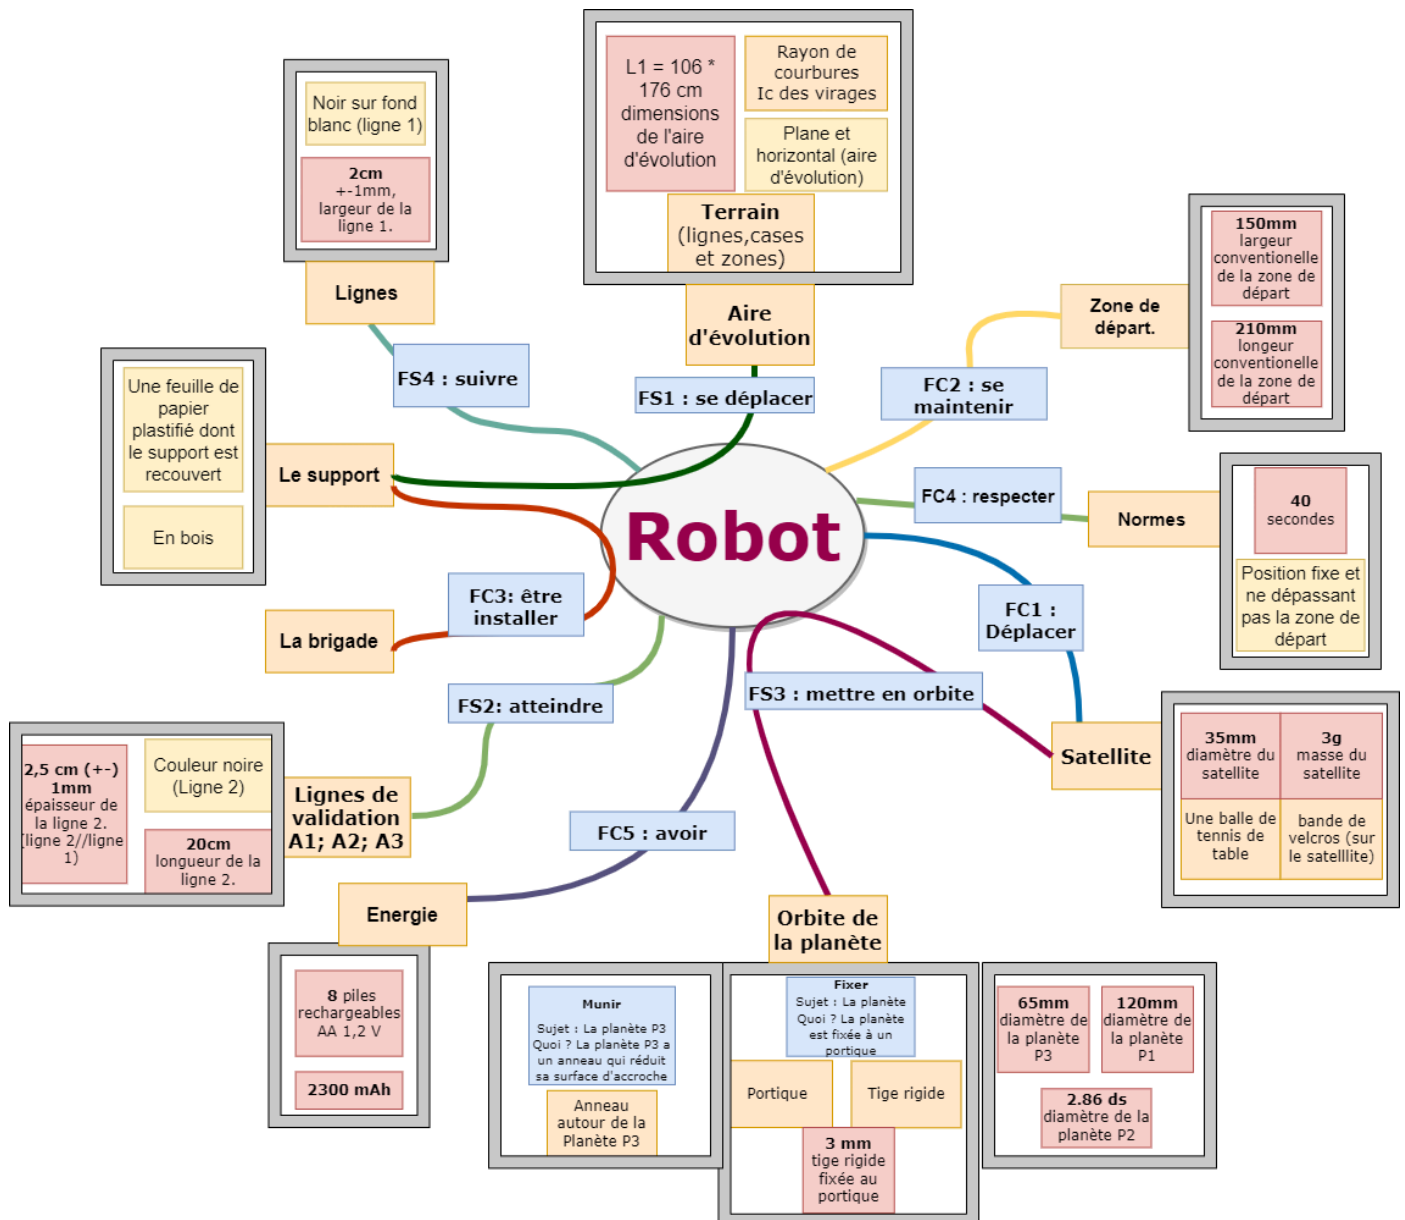 L1 = 106 *
176 cm
dimensions
de l'aire
d'évolution
Rayon de
courbures
Ic des virages
Plane et
horizontal (aire
d'évolution)
Terrain
(lignes,cases
et zones)
Aire
d'évolution
FS1 : se déplacer
Noir sur fond
blanc (ligne 1)
2cm
+-1mm,
largeur de la
ligne 1.
Lignes
FS4 : suivre
150mm
largeur
conventionelle
de la zone de
départ
210mm
longeur
conventionelle
de la zone de
départ
Zone de
départ.
FC2 : se
maintenir
Une feuille de
papier
plastifié dont
le support est
recouvert
En bois
Le support
Robot
FC4 : respecter
Normes
40
secondes
Position fixe et
ne dépassant
pas la zone de
départ
FC3: être
installer
La brigade
FC1 :
Déplacer
FS2: atteindre
FS3 : mettre en orbite
Satellite
35mm
diamètre du
satellite
3g
masse du
satellite
Une balle de
tennis de
table
bande de
velcros (sur
le satelllite)
2,5 cm (+-)
1mm
épaisseur de
la ligne 2.
(ligne 2//ligne
1)
Couleur noire
(Ligne 2)
20cm
longueur de la
ligne 2.
Lignes de
validation
A1; A2; A3
FC5 : avoir
Energie
8 piles
rechargeables
AA 1,2 V
2300 mAh
Orbite de
la planète
Munir
Sujet : La planète P3
Quoi ? La planète P3 a
un anneau qui réduit
sa surface d'accroche
Anneau
autour de la
Planète P3
Fixer
Sujet : La planète
Quoi ? La planète
est fixée à un
portique
Portique
Tige rigide
3 mm
tige rigide
fixée au
portique
65mm
diamètre de
la planète
P3
120mm
diamètre de
la planète
P1
2.86 ds
diamètre de la
planète P2